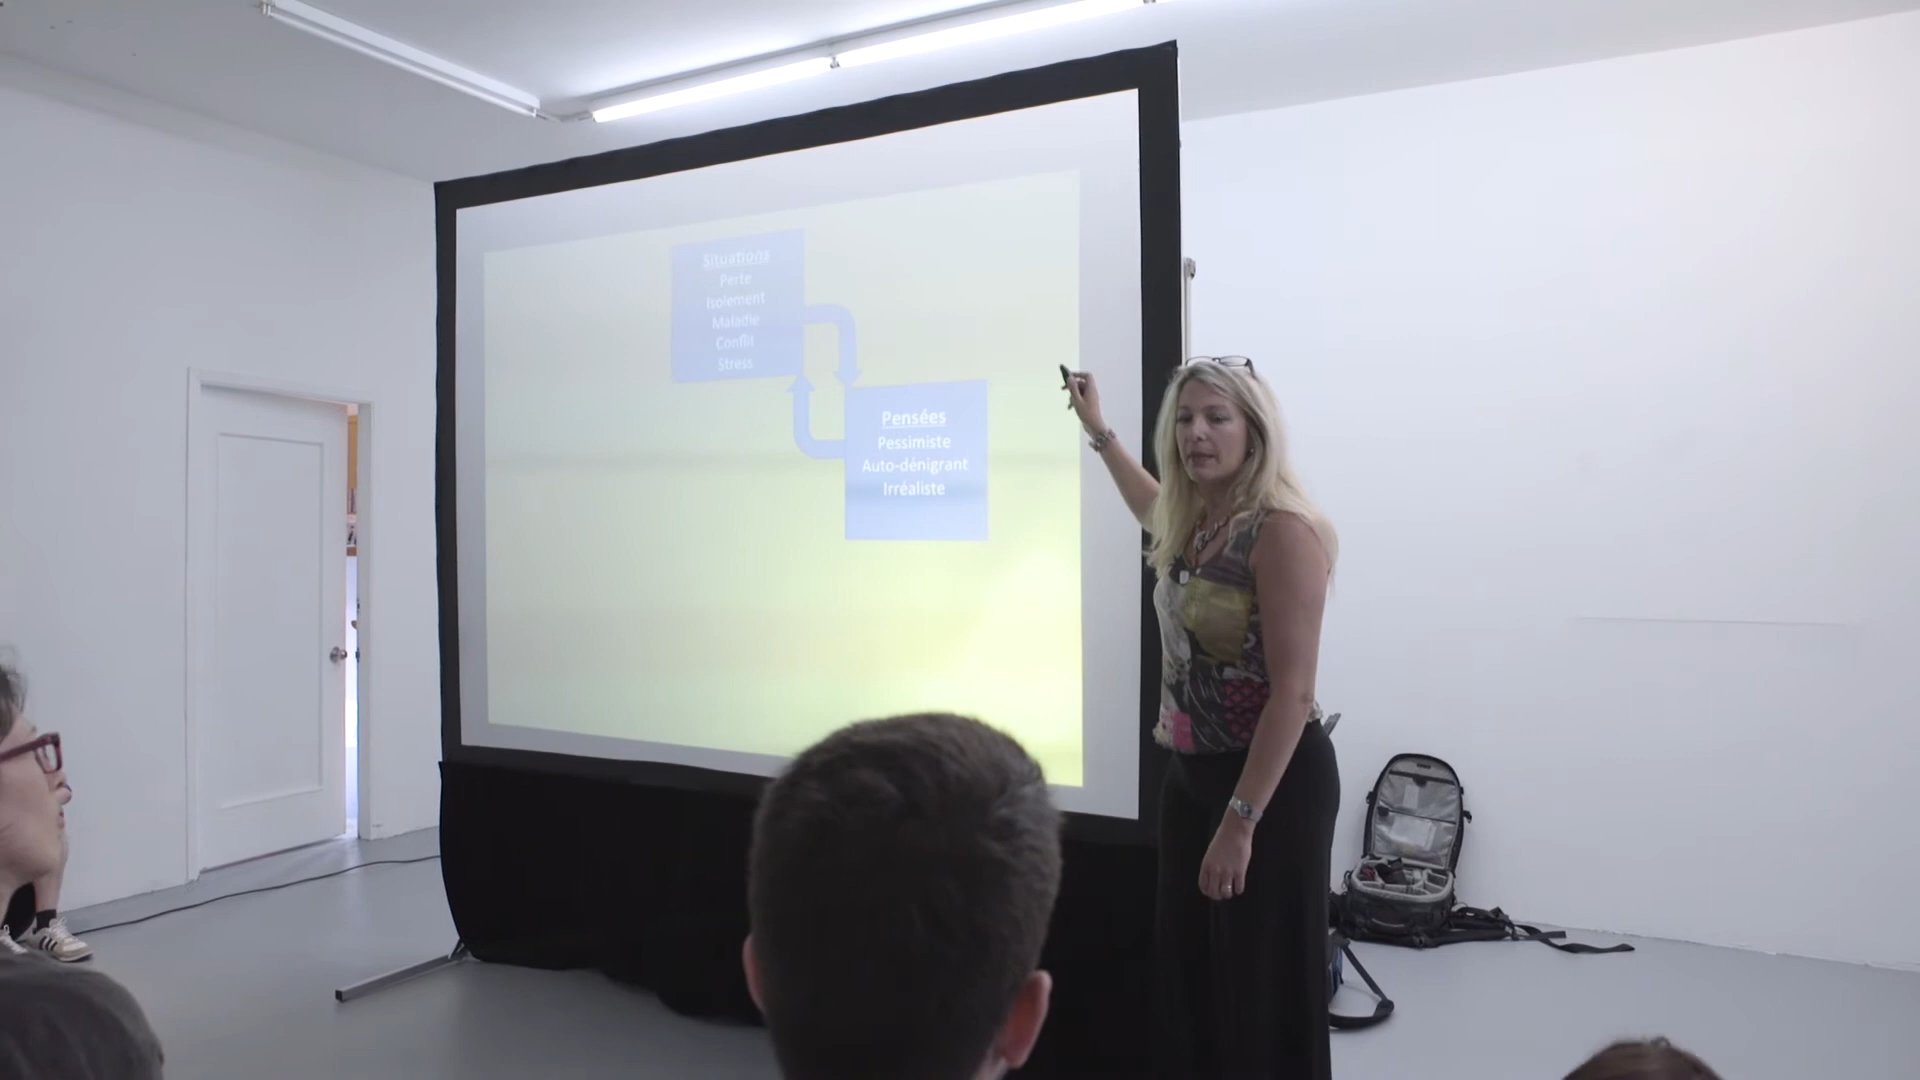 Situations
Perte
Isolement
Maladie
Conflit
Stress
Pensées
Pessimiste
Auto-dénigrant
Irréaliste